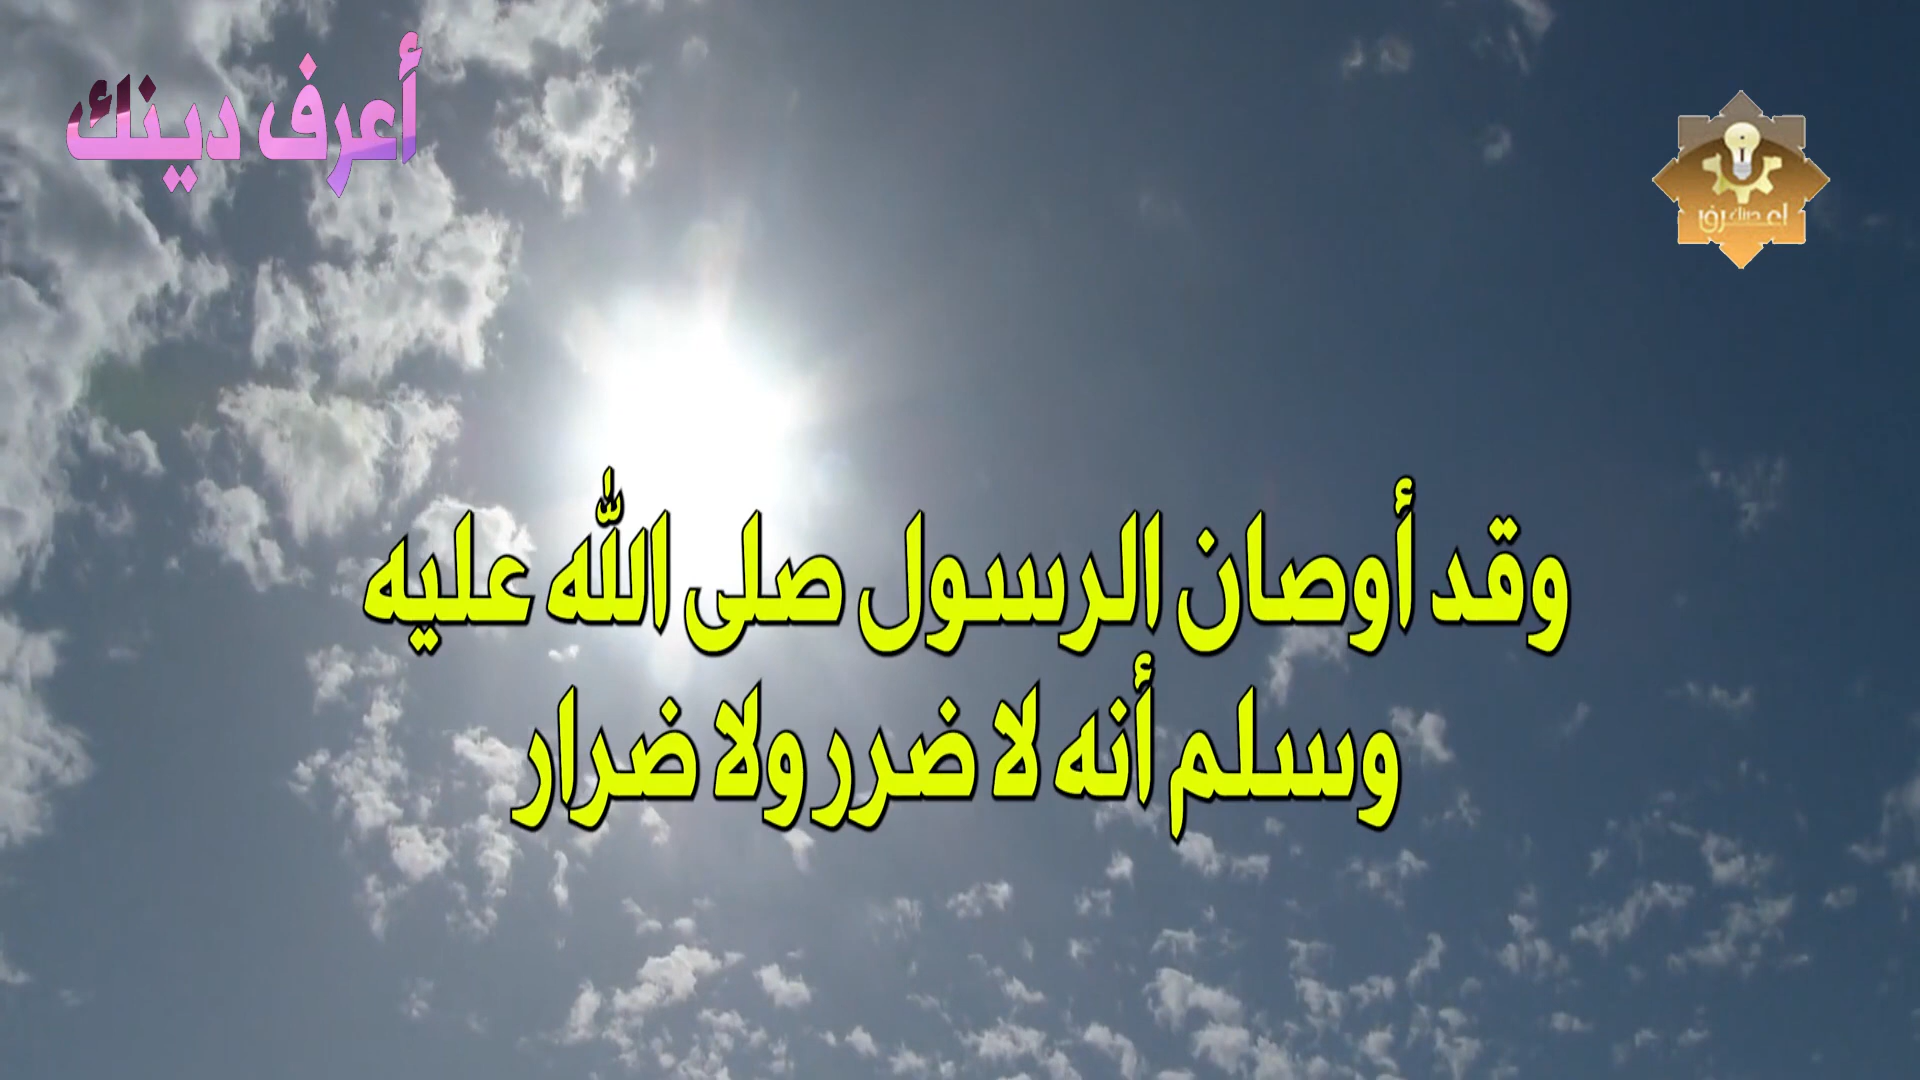 أعرف دينك
وقد أوصان الرسول صلى الله عليه
وسلم أنه لا ضرر ولا ضرار